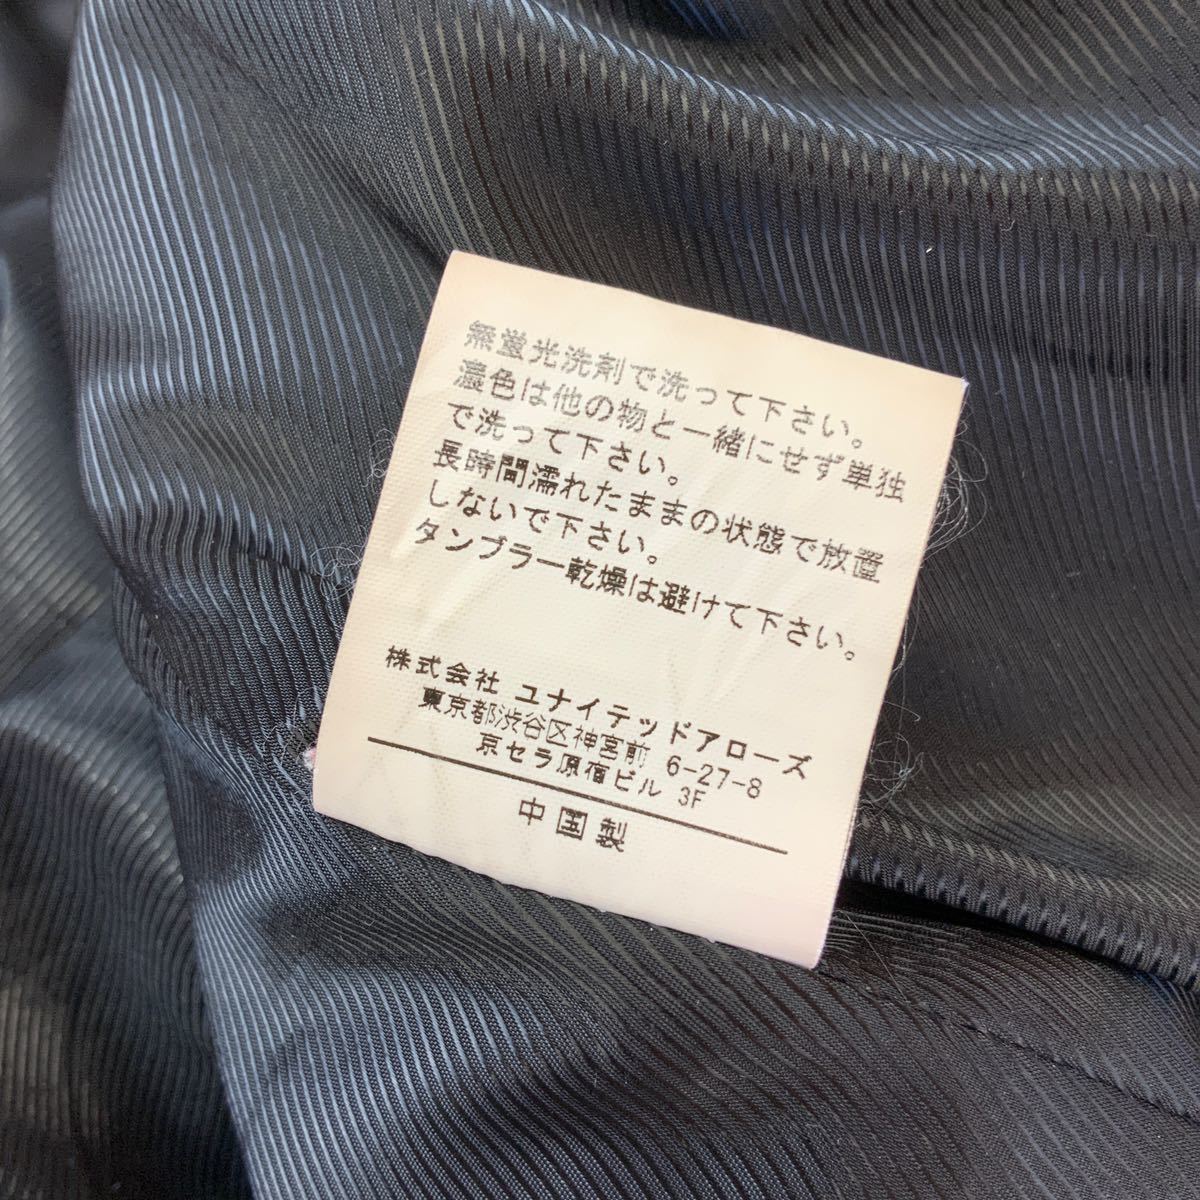 無蛍光洗剤で洗って下さい。
濃色は他の物と一緒にせず単独
で洗って下さい。
長時間濡れたままの状態で放置
しないで下さい。
タンブラー乾燥は避けて下さい。
株式会社 ユナイテッドアローズ
東京都渋谷区神宮前 6-27-8
京セラ原宿ビル 3F
中国製